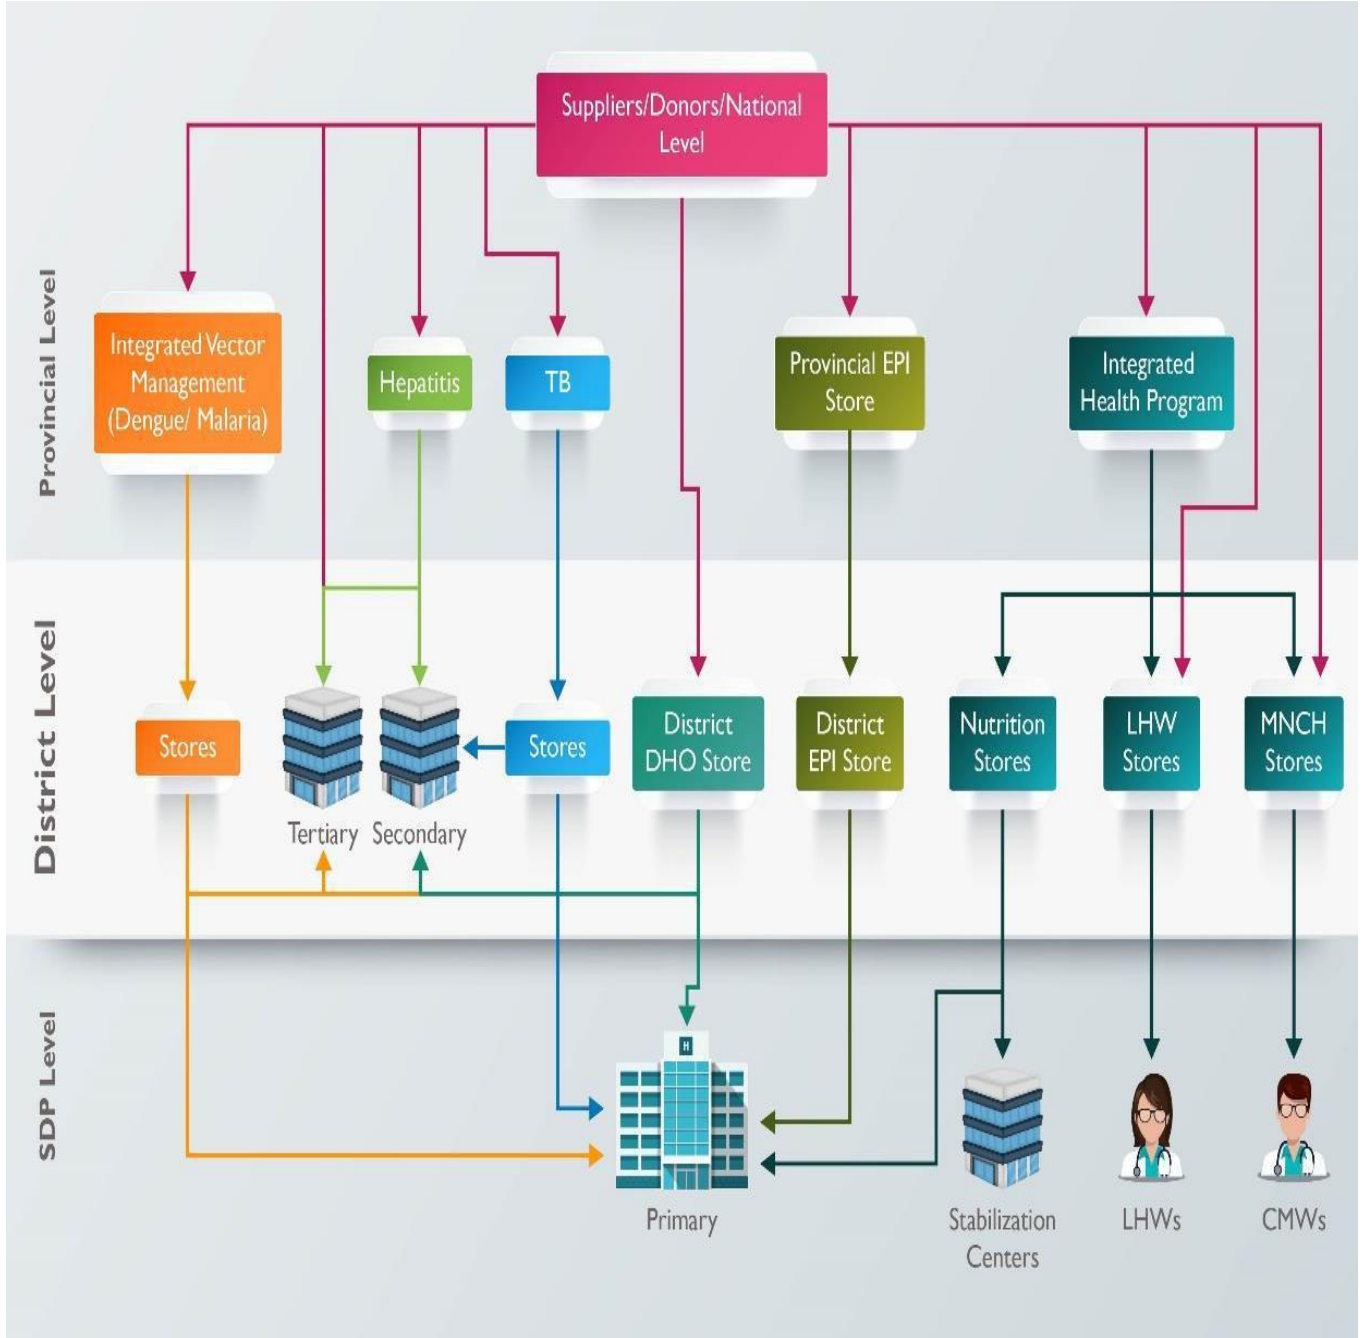 Suppliers/Donors/National
Level
Provincial Level
Integrated Vector
Management
(Dengue/ Malaria)
Hepatitis
TB
Provincial EPI
Store
Integrated
Health Program
District Level
Stores
Tertiary
Secondary
Stores
District
DHO Store
District
EPI Store
Nutrition
Stores
LHW
Stores
MNCH
Stores
SDP Level
H
Primary
Stabilization
Centers
LHWs
CMWs